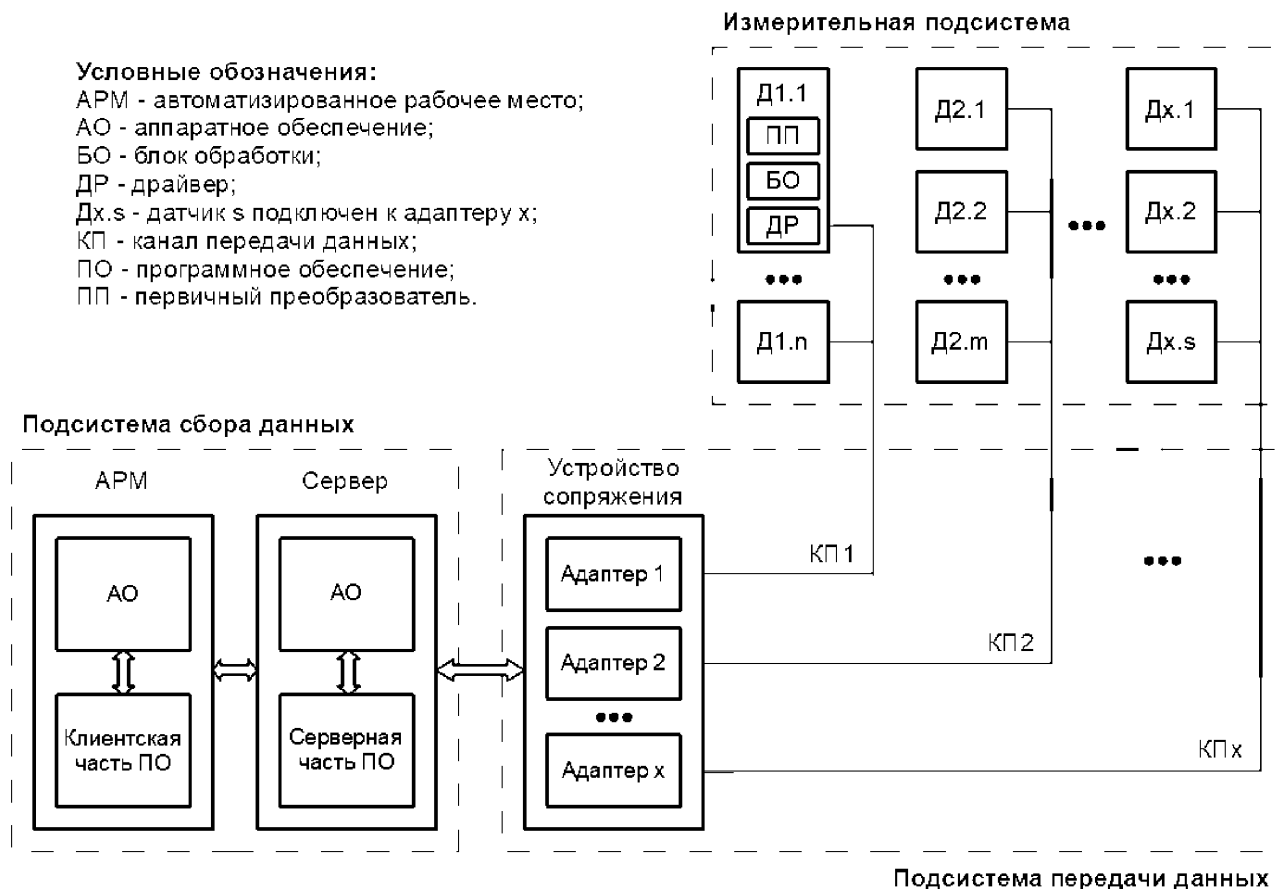 Измерительная подсистема
Условные обозначения:
АРМ - автоматизированное рабочее место;
АО - аппаратное обеспечение;
БО - блок обработки;
ДР - драйвер;
Дх.s - датчик s подключен к адаптеру х;
КП - канал передачи данных;
ПО - программное обеспечение;
ПП - первичный преобразователь.
Д1.1
ПП
БО
ДР
Д1.n
Д2.1
Д2.2
Д2.m
Дх.1
Дх.2
Дх.s
Подсистема сбора данных
АРМ
АО
Клиентская
часть ПО
Сервер
АО
Серверная
часть ПО
Устройство
сопряжения
Адаптер 1
Адаптер 2
Адаптер х
КП1
КП2
КПх
Подсистема передачи данных